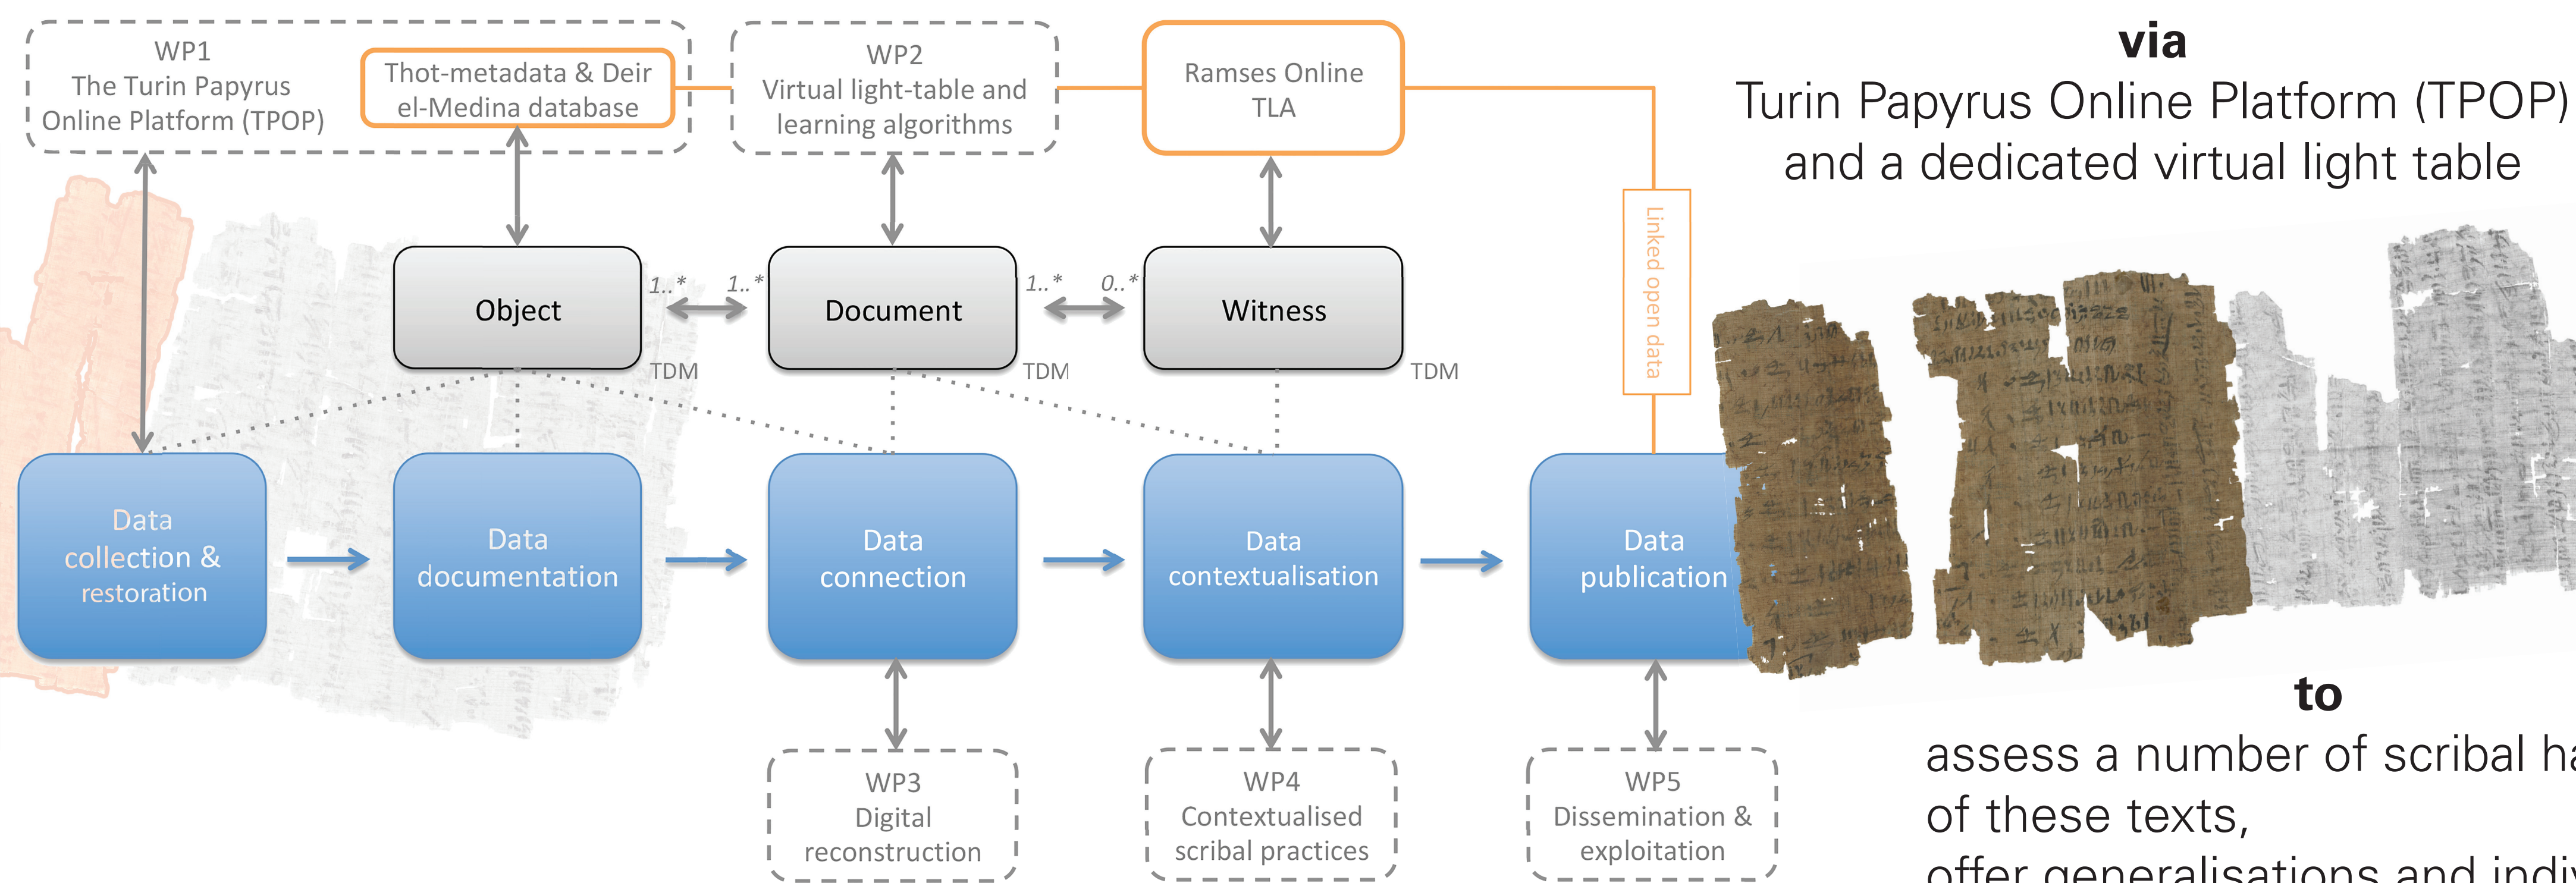 WP1
The Turin Papyrus
Online Platform (TPOP)
Thot-metadata & Deir
el-Medina database
WP2
Virtual light-table and
learning algorithms
Ramses Online
TLA
Linked open data
Object
1..*
1..*
Document
1..*
0..*
Witness
TDM
TDM
TDM
Data
collection &
restoration
Data
documentation
Data
connection
Data
contextualisation
Data
publication
WP3
Digital
reconstruction
WP4
Contextualised
scribal practices
WP5
Dissemination &
exploitation
via
Turin Papyrus Online Platform (TPOP)
and a dedicated virtual light table
to
assess a number of scribal
of these texts,
offer generalisations and